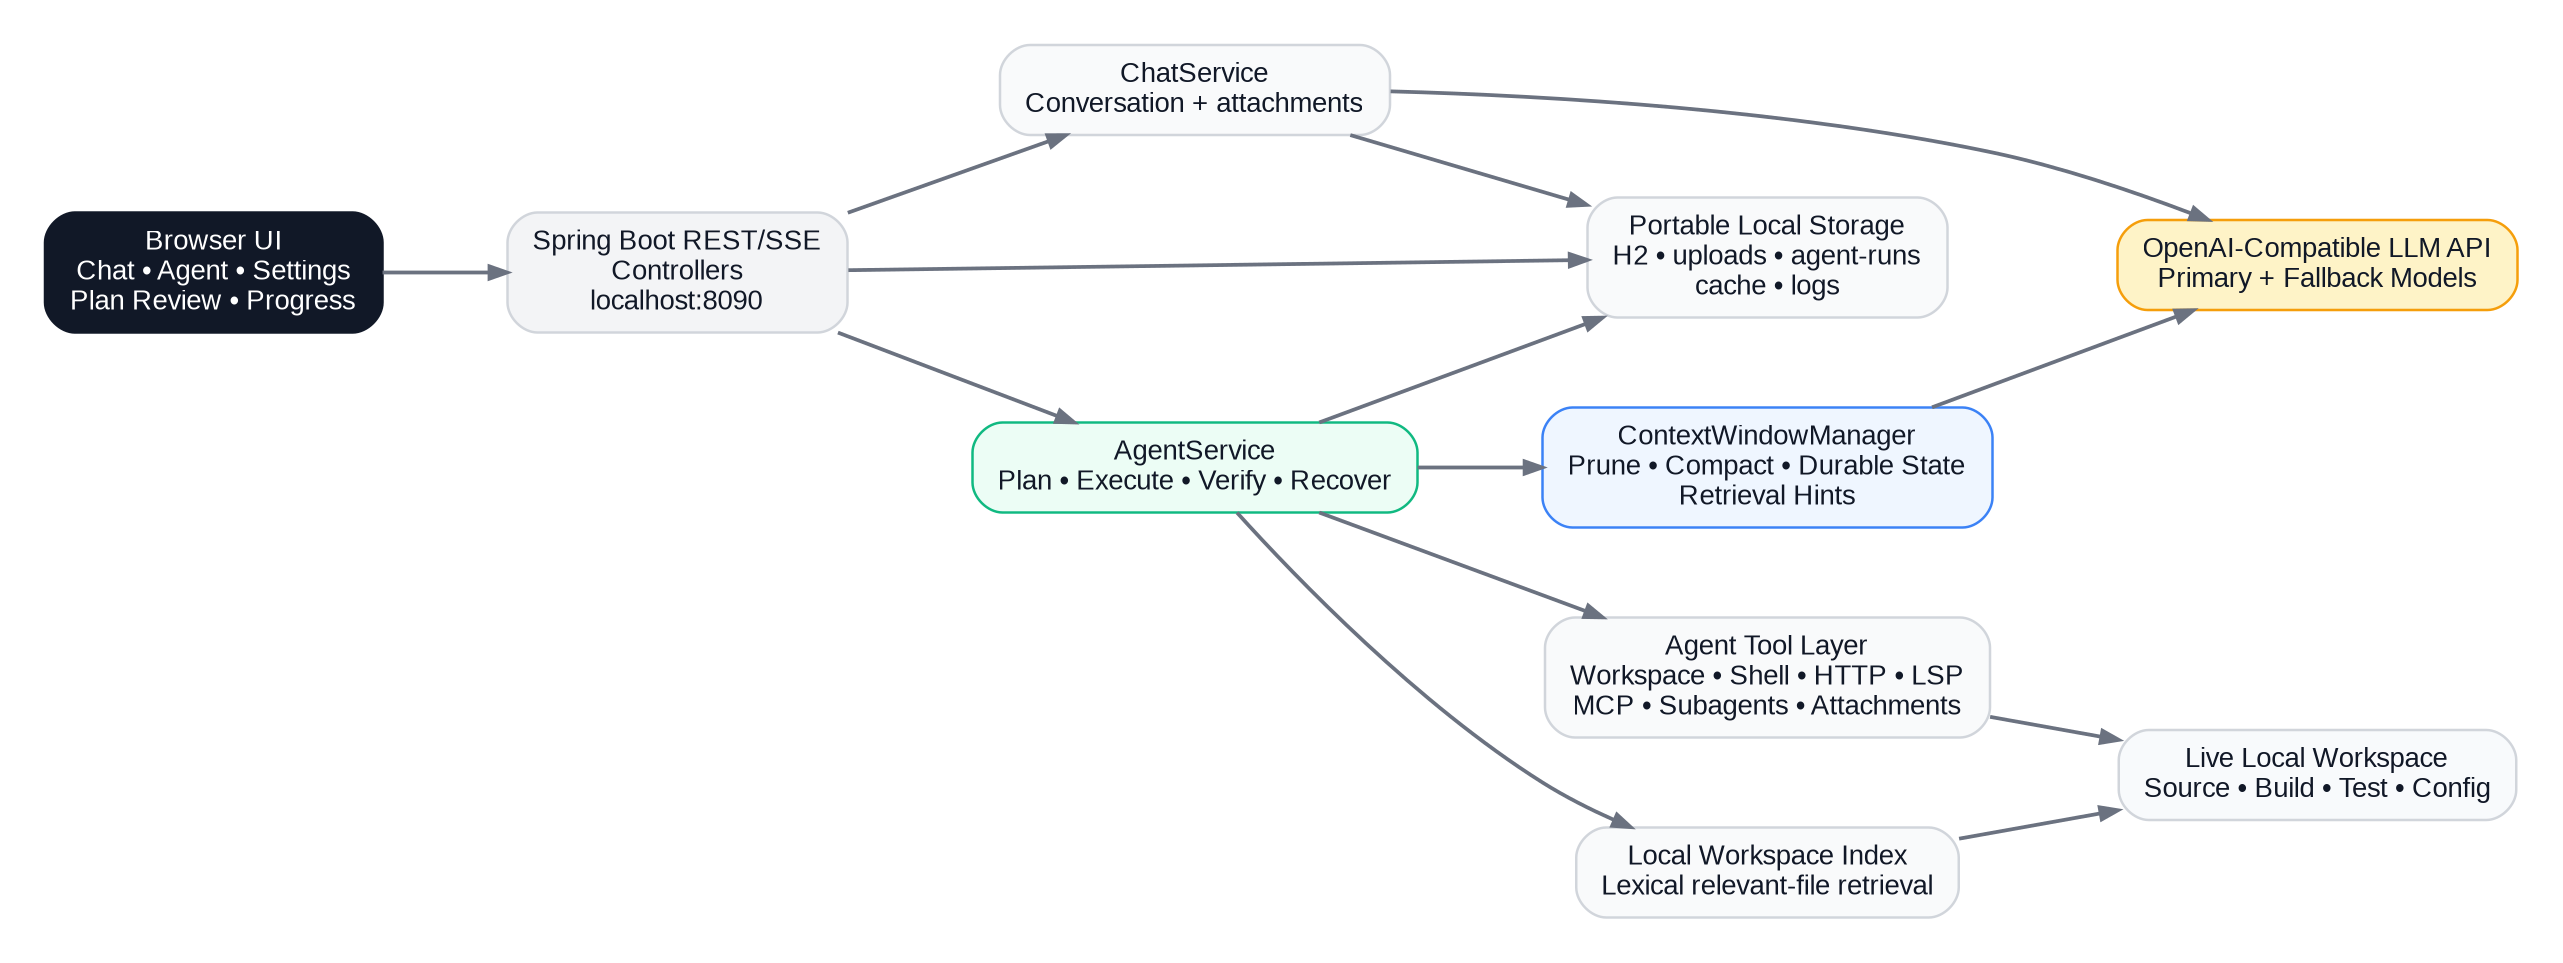 ChatService
Conversation + attachments
Browser UI
Chat • Agent • Settings
Plan Review • Progress
Spring Boot REST/SSE
Controllers
localhost:8090
Portable Local Storage
H2 • uploads • agent-runs
cache • logs
OpenAI-Compatible LLM API
Primary + Fallback Models
AgentService
Plan • Execute • Verify • Recover
ContextWindowManager
Prune • Compact • Durable State
Retrieval Hints
Agent Tool Layer
Workspace • Shell • HTTP • LSP
MCP • Subagents • Attachments
Live Local Workspace
Source • Build • Test • Config
Local Workspace Index
Lexical relevant-file retrieval